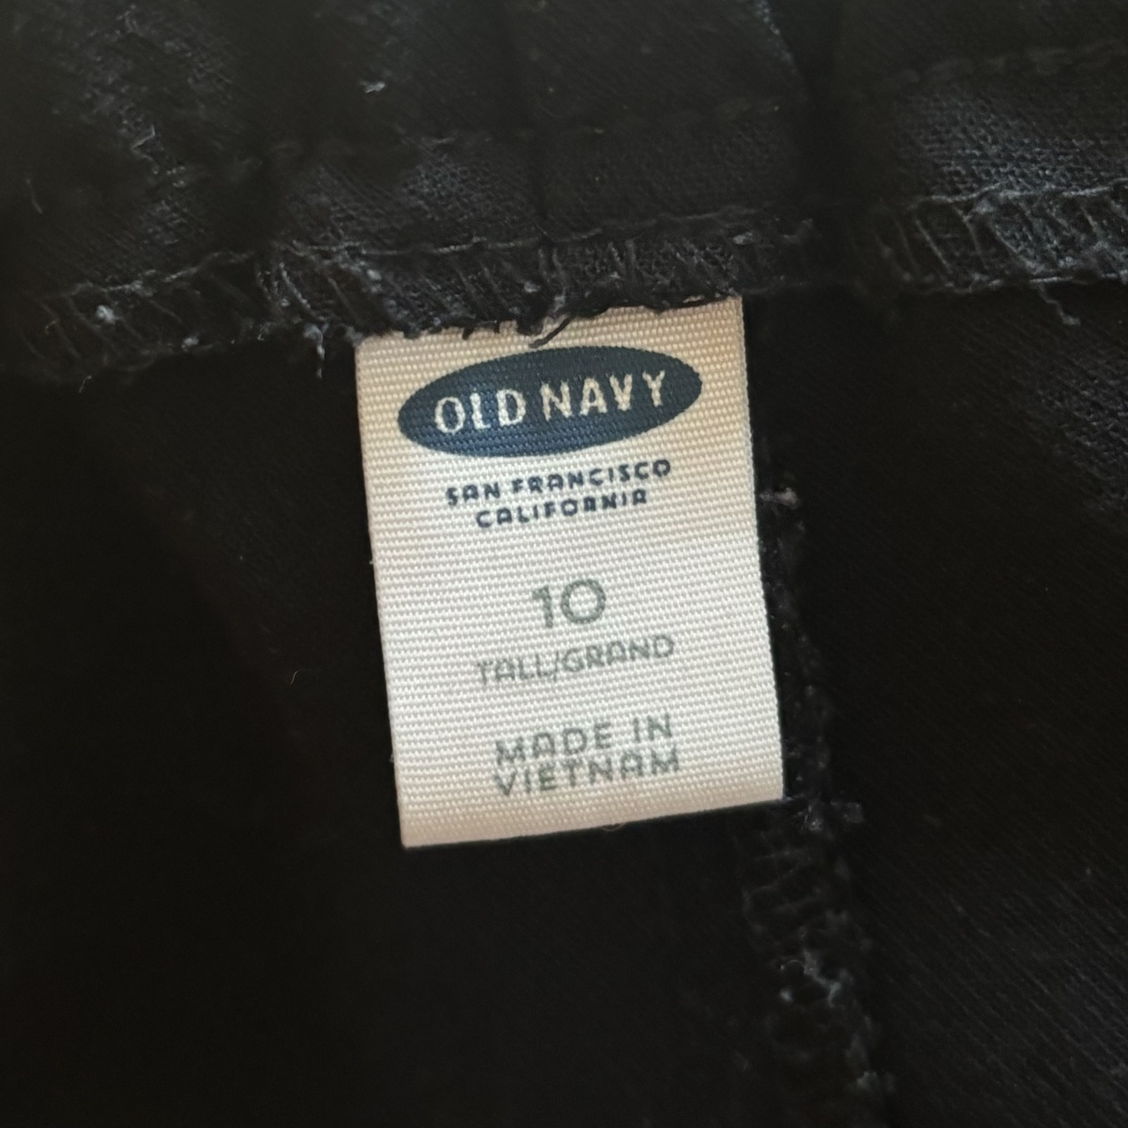 OLD NAVY
SAN FRANCISCO
CALIFORNIA
10
TALL/GRAND
MADE IN
VIETNAM